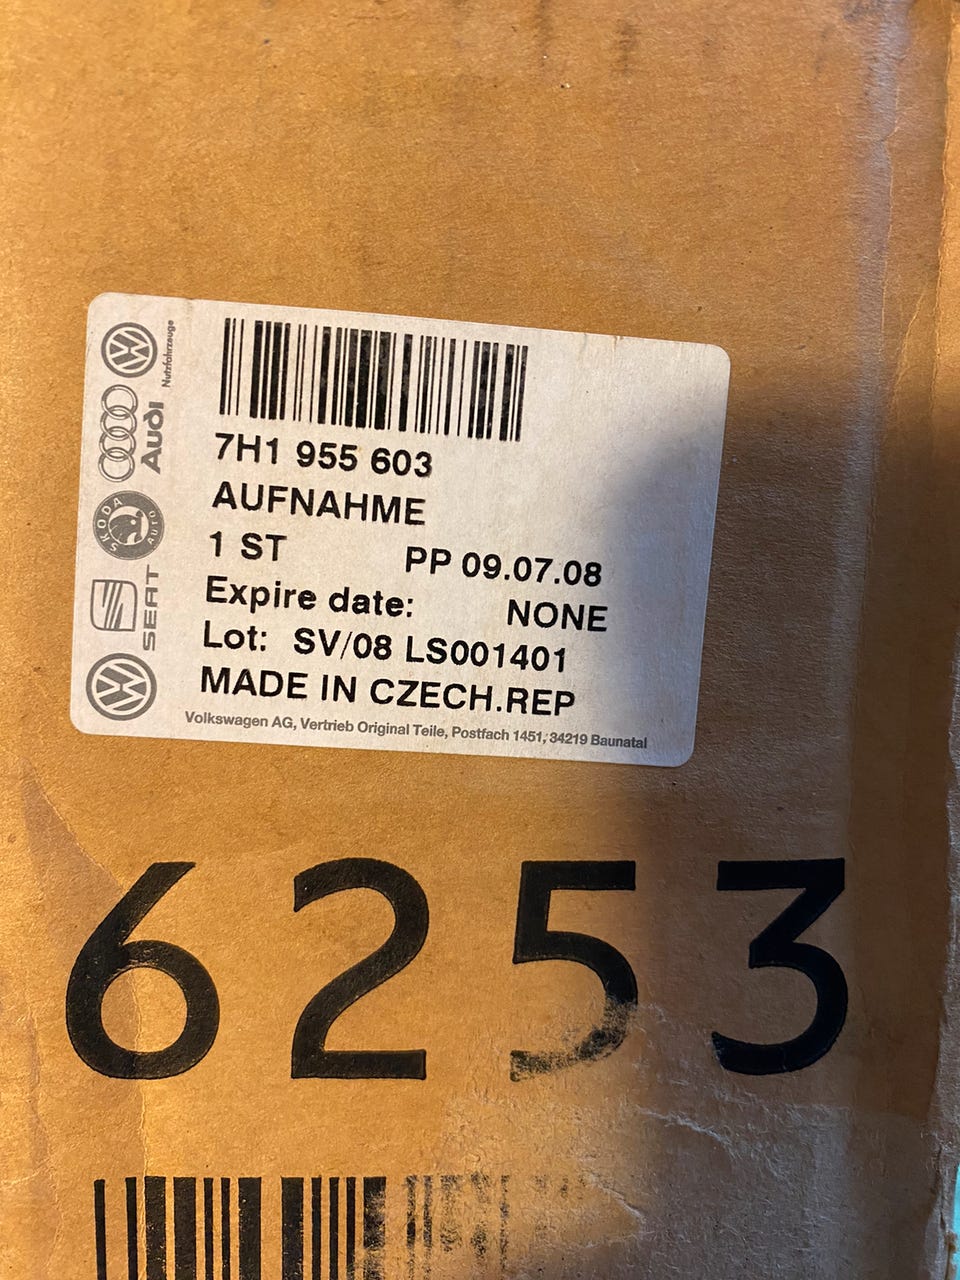 Nutzfahrzeuge
Audi
SKODA AUTO
SEAT
7H1 955 603
AUFNAHME
1 ST PP 09.07.08
Expire date: NONE
Lot: SV/08 LS001401
MADE IN CZECH.REP
Volkswagen AG, Vertrieb Original Teile, Postfach 1451, 34219 Baunatal
6253